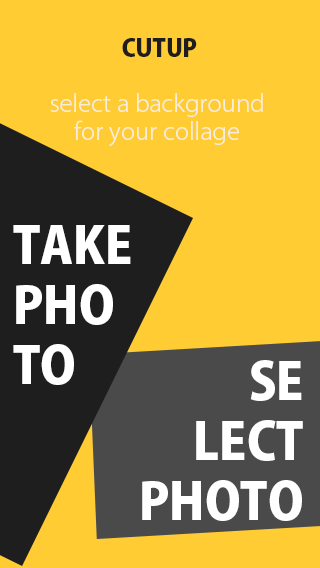 CUTUP
select a background
for your collage
TAKE
PHO
TO
SE
LECT
PHOTO